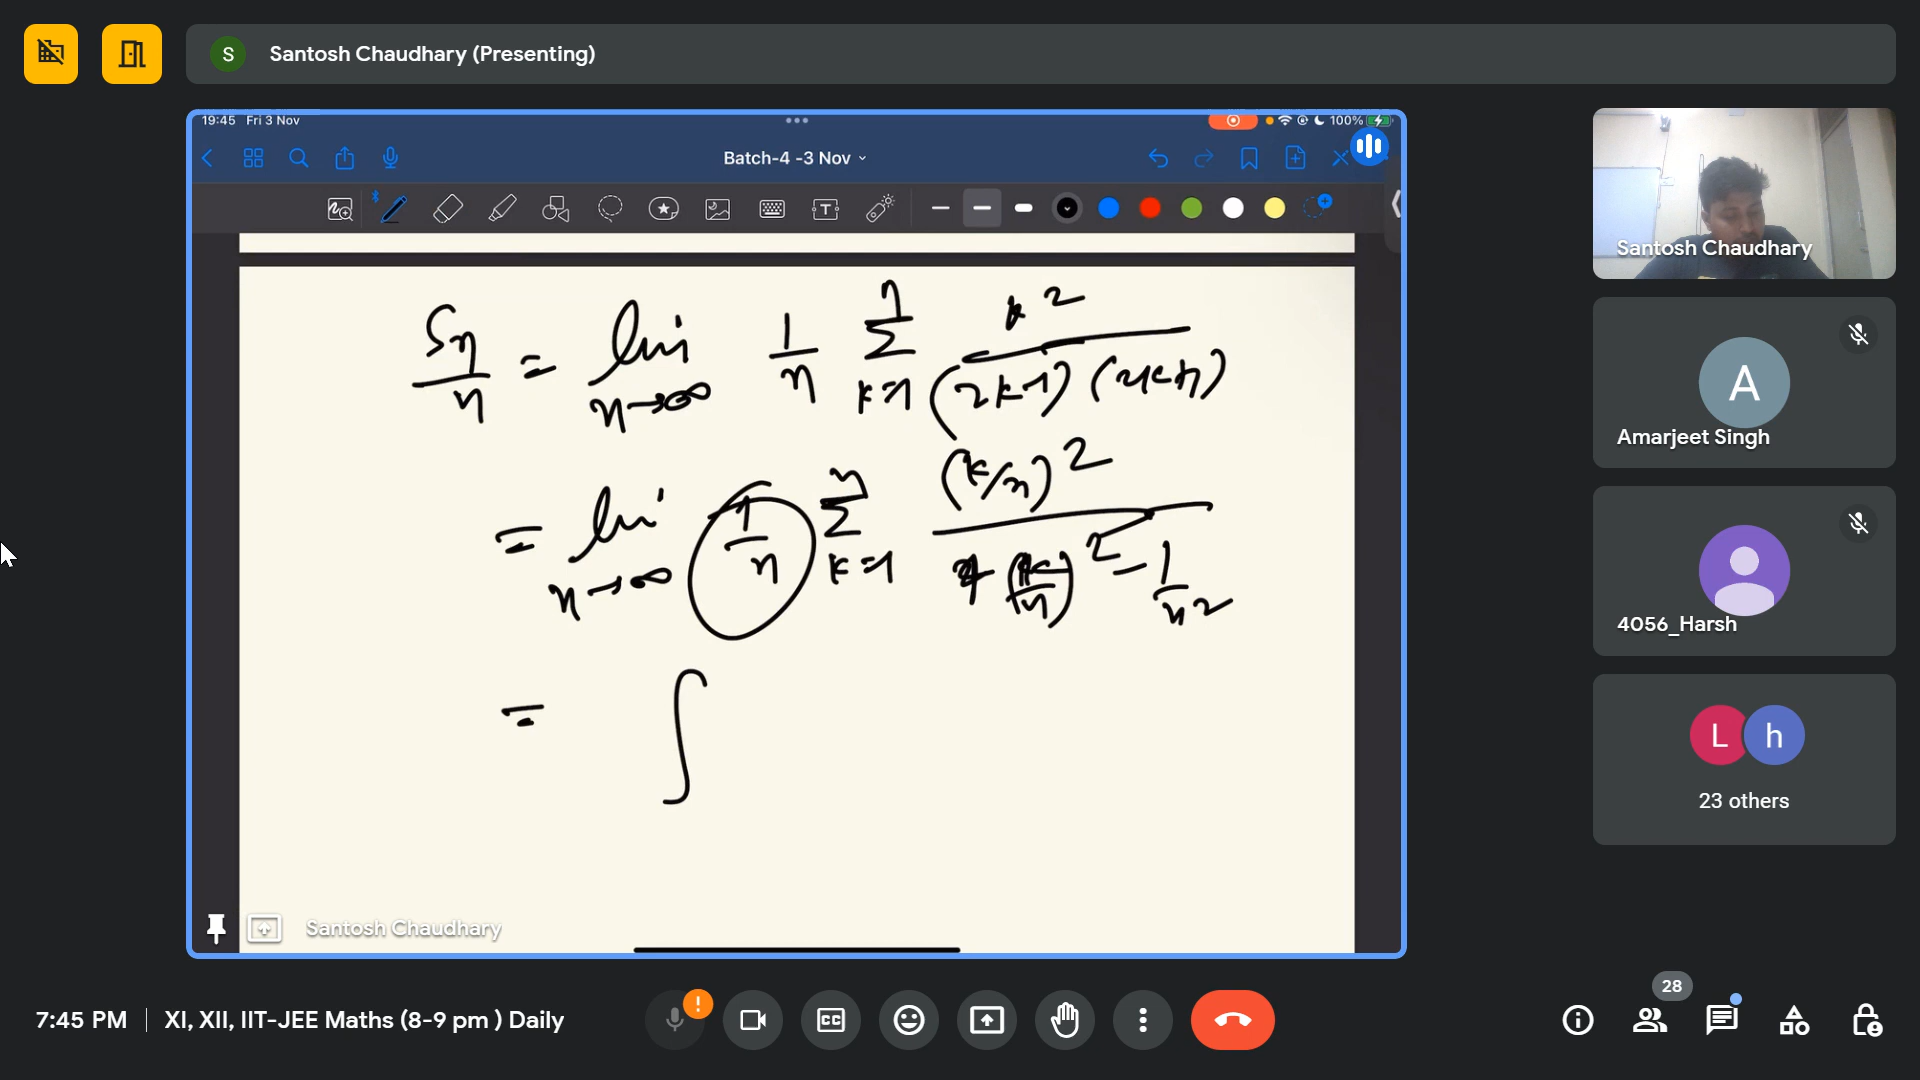 S
Santosh Chaudhary (Presenting)
19:45 Fri 3 Nov
100%
Batch-4 -3 Nov
T
Sn/n = lim n→∞ 1/n Σ k=1 n k²/((2k-1)(2k+1))
= lim n→∞ 1/n Σ k=1 n (k/n)²/(4(k/n)² - 1/n²)
= ∫
Santosh Chaudhary
Santosh Chaudhary
A
Amarjeet Singh
4056_Harsh
L h
23 others
7:45 PM | XI, XII, IIT-JEE Maths (8-9 pm ) Daily
!
CC
28